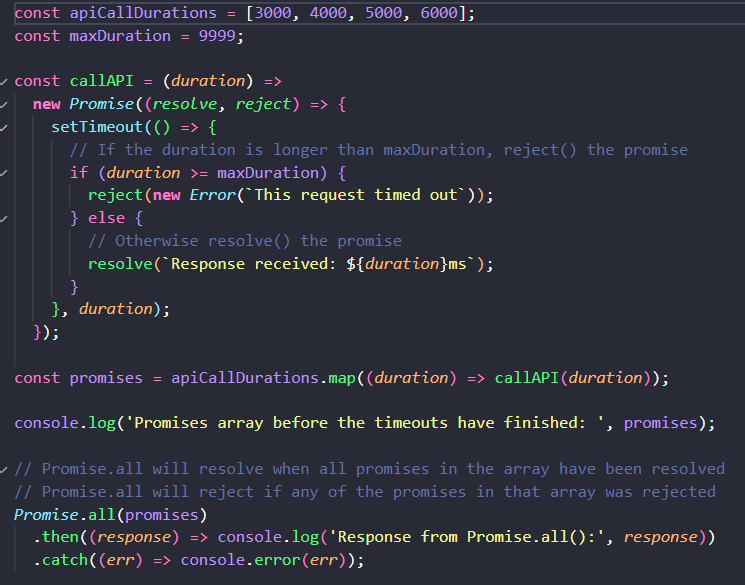 const apiCallDurations = [3000, 4000, 5000, 6000];
const maxDuration = 9999;
const callAPI = (duration) =>
new Promise((resolve, reject) => {
setTimeout(() => {
// If the duration is longer than maxDuration, reject() the promise
if (duration >= maxDuration) {
reject(new Error(`This request timed out`));
} else {
// Otherwise resolve() the promise
resolve(`Response received: ${duration}ms`);
}
}, duration);
});
const promises = apiCallDurations.map((duration) => callAPI(duration));
console.log('Promises array before the timeouts have finished: ', promises);
// Promise.all will resolve when all promises in the array have been resolved
// Promise.all will reject if any of the promises in that array was rejected
Promise.all(promises)
.then((response) => console.log('Response from Promise.all():', response))
.catch((err) => console.error(err));